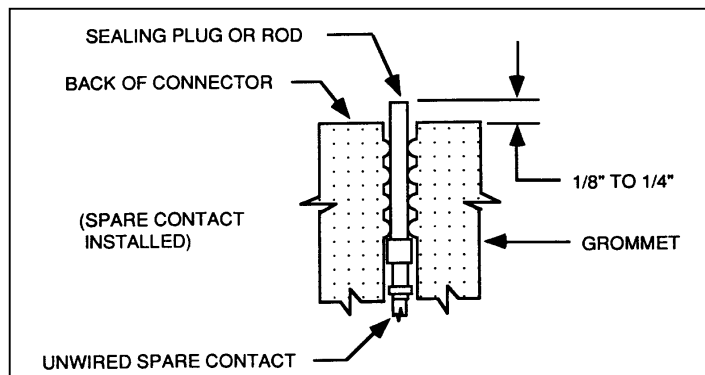 SEALING PLUG OR ROD
BACK OF CONNECTOR
1/8" TO 1/4"
(SPARE CONTACT
INSTALLED)
GROMMET
UNWIRED SPARE CONTACT